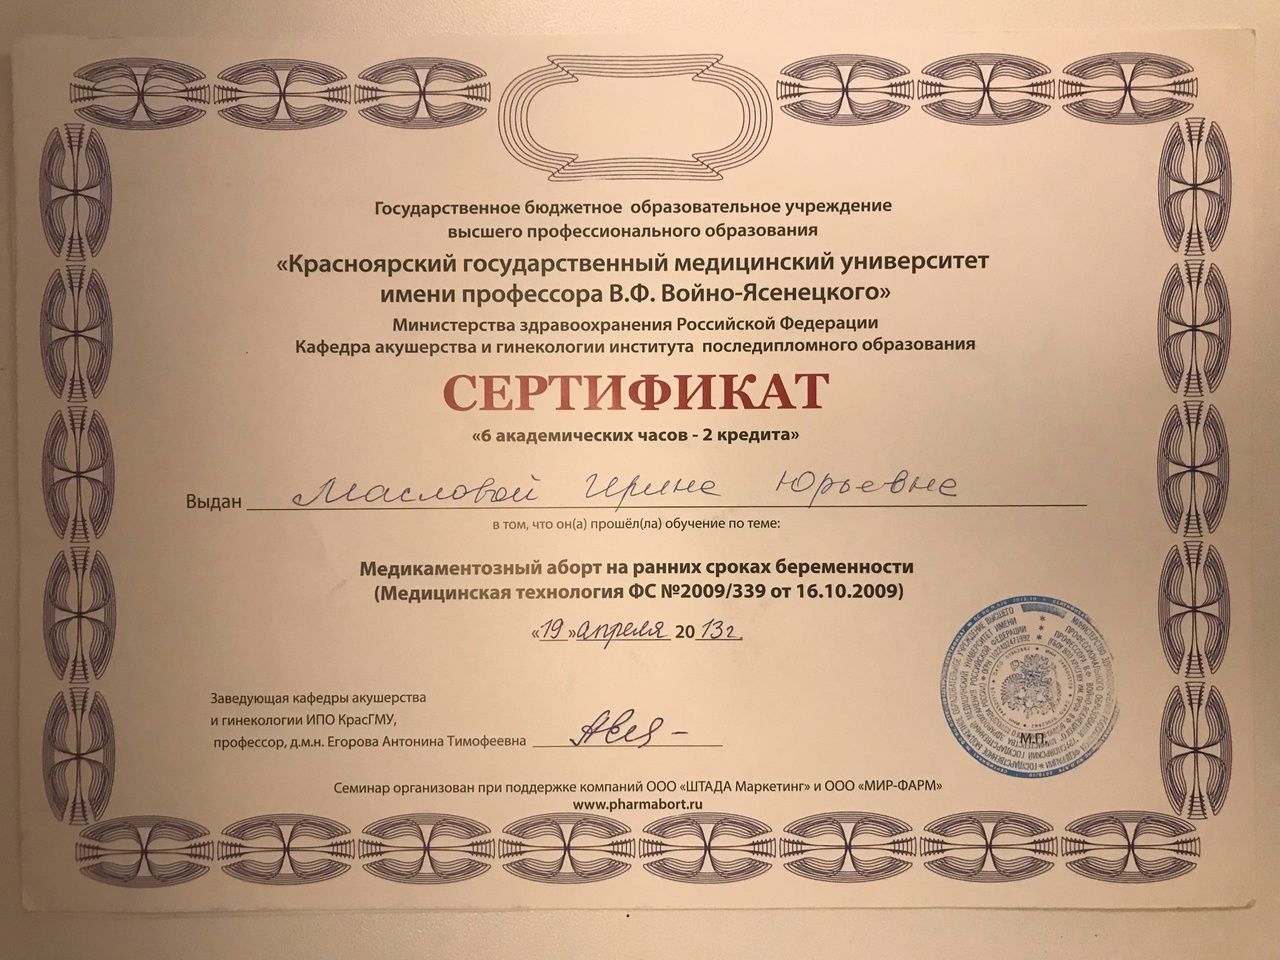 Государственное бюджетное образовательное учреждение
высшего профессионального образования
«Красноярский государственный медицинский университет
имени профессора В.Ф. Войно-Ясенецкого»
Министерства здравоохранения Российской Федерации
Кафедра акушерства и гинекологии института последипломного образования
СЕРТИФИКАТ
«6 академических часов - 2 кредита»
Выдан Масловой Ирине Юрьевне
в том, что он(а) прошёл(ла) обучение по теме:
Медикаментозный аборт на ранних сроках беременности
(Медицинская технология ФС №2009/339 от 16.10.2009)
«19» апреля 2013г.
Заведующая кафедры акушерства
и гинекологии ИПО КрасГМУ,
профессор, д.м.н. Егорова Антонина Тимофеевна
М.П.
Семинар организован при поддержке компаний ООО «ШТАДА Маркетинг» и ООО «МИР-ФАРМ»
www.pharmabort.ru